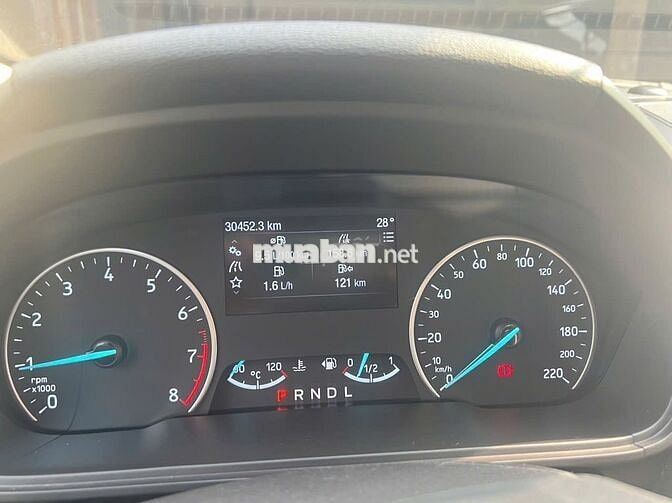 30452.3 km 28°
muaban.net
1.6 L/h 121 km
0 1 2 3 4 5 6 7 8
rpm
x1000
60 120
°C
0 1/2 1
P R N D L
0 10 20 40 60 80 100 120 140 160 180 200 220
km/h